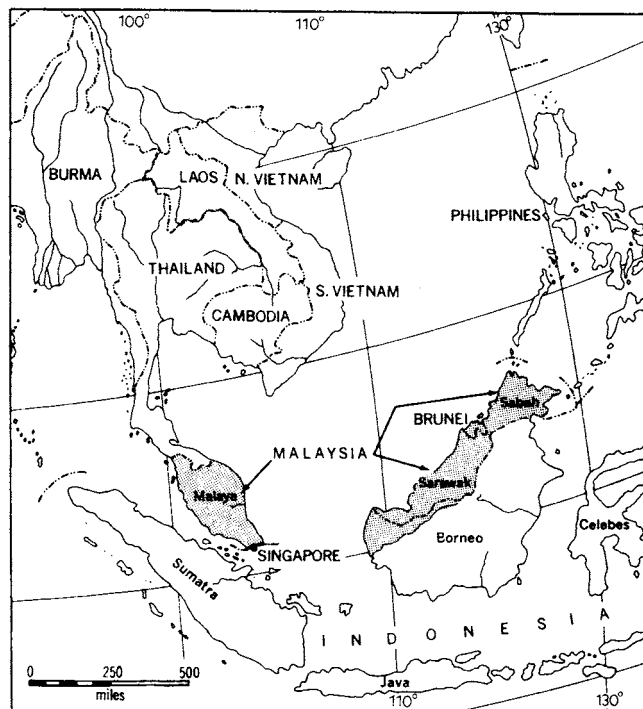 100°
110°
130°
BURMA
LAOS
N. VIETNAM
PHILIPPINES
THAILAND
S. VIETNAM
CAMBODIA
Sabah
BRUNEI
MALAYSIA
Malaya
Sarawak
SINGAPORE
Borneo
Celebes
Sumatra
INDONESIA
0 250 500
miles
Java
110°
130°